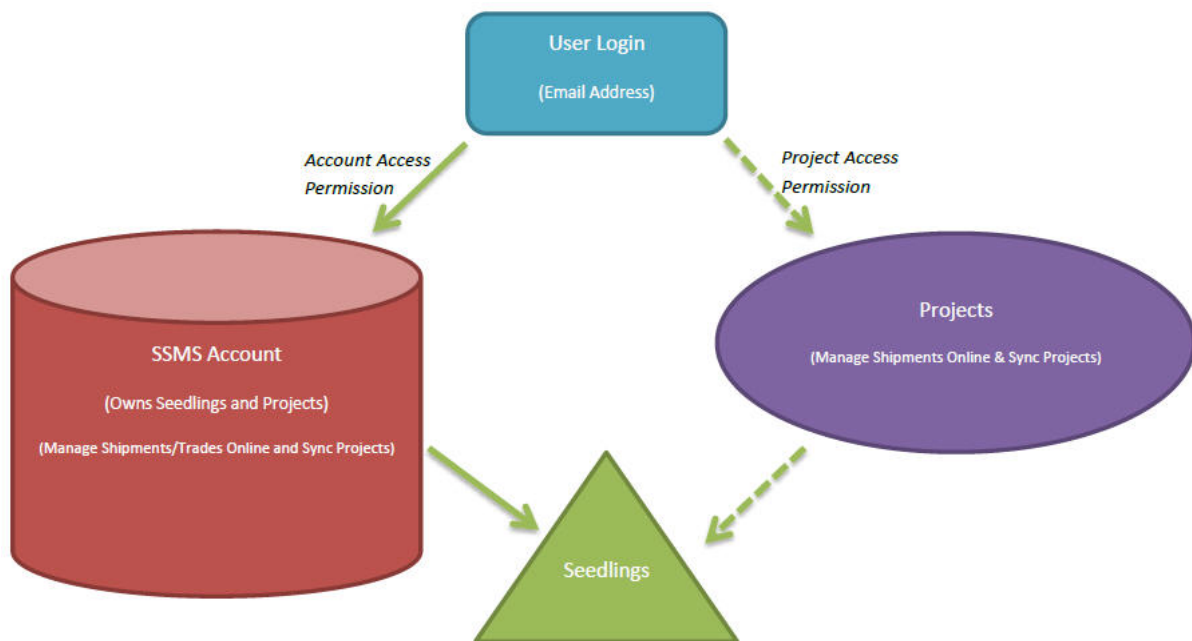 User Login
(Email Address)
Account Access
Permission
Project Access
Permission
SSMS Account
(Owns Seedlings and Projects)
(Manage Shipments/Trades Online and Sync Projects)
Projects
(Manage Shipments Online & Sync Projects)
Seedlings